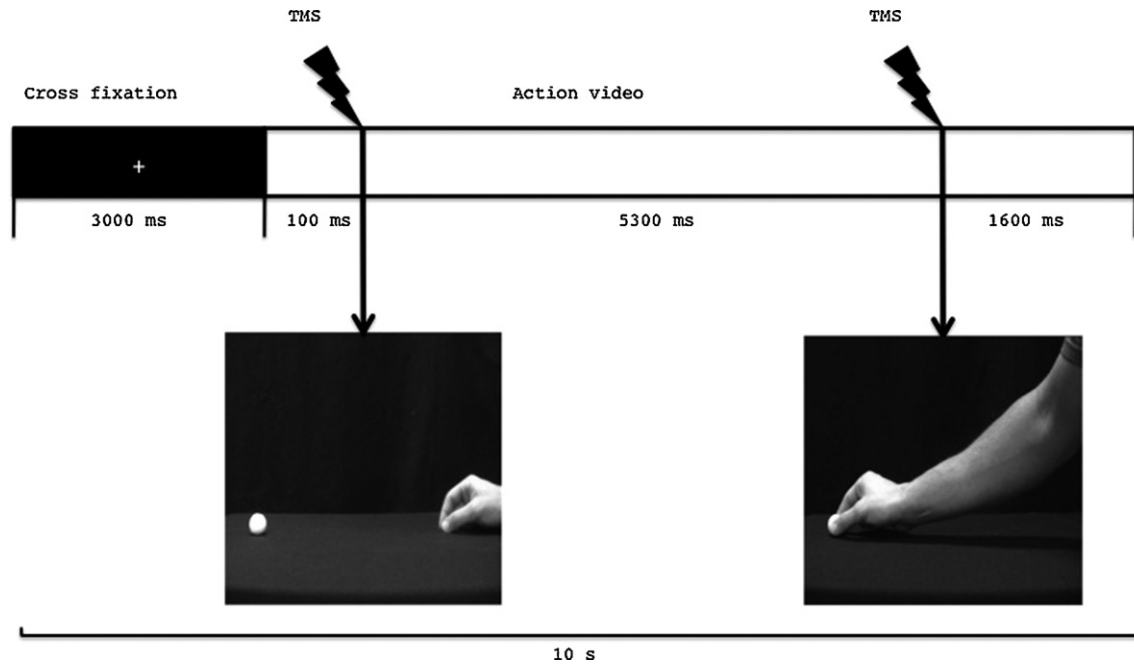 TMS
TMS
Cross fixation
Action video
+
3000 ms
100 ms
5300 ms
1600 ms
10 s